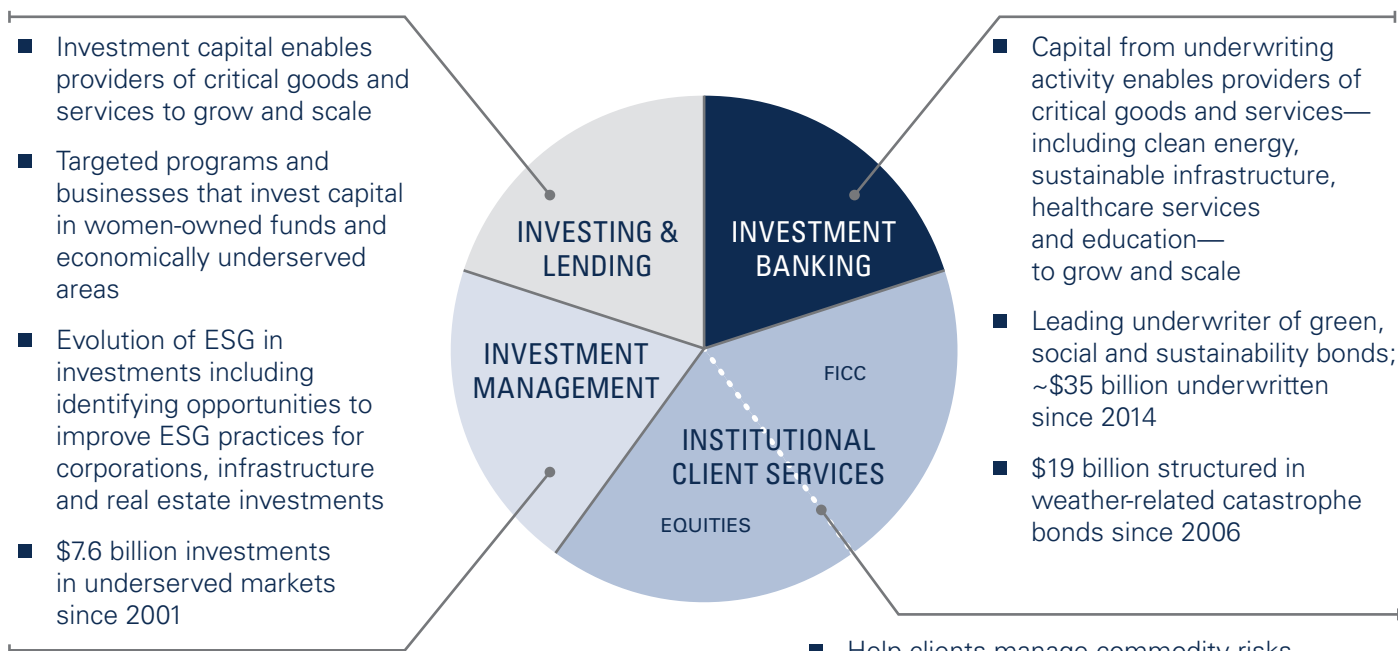 ■ Investment capital enables
providers of critical goods and
services to grow and scale
■ Targeted programs and
businesses that invest capital
in women-owned funds and
economically underserved
areas
■ Evolution of ESG in
investments including
identifying opportunities to
improve ESG practices for
corporations, infrastructure
and real estate investments
■ $7.6 billion investments
in underserved markets
since 2001
INVESTING &
LENDING
INVESTMENT
BANKING
INVESTMENT
MANAGEMENT
FICC
INSTITUTIONAL
CLIENT SERVICES
EQUITIES
■ Capital from underwriting
activity enables providers of
critical goods and services—
including clean energy,
sustainable infrastructure,
healthcare services
and education—
to grow and scale
■ Leading underwriter of green,
social and sustainability bonds;
~$35 billion underwritten
since 2014
■ $19 billion structured in
weather-related catastrophe
bonds since 2006
■ Help clients manage commodity risks